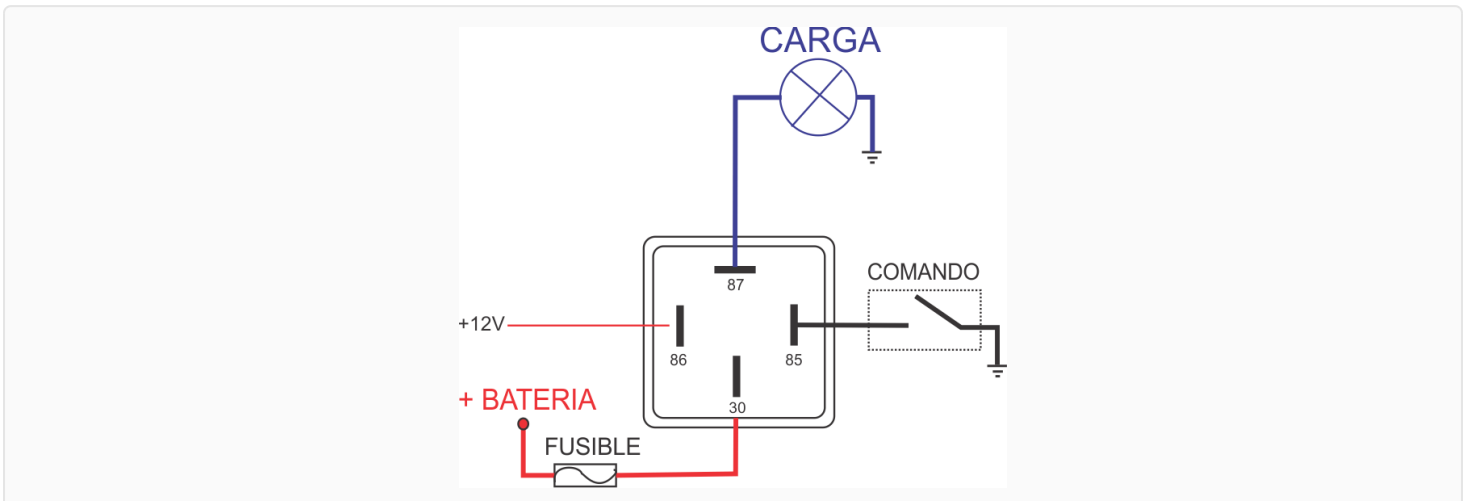 CARGA
COMANDO
87
+12V
86
85
+ BATERIA
30
FUSIBLE